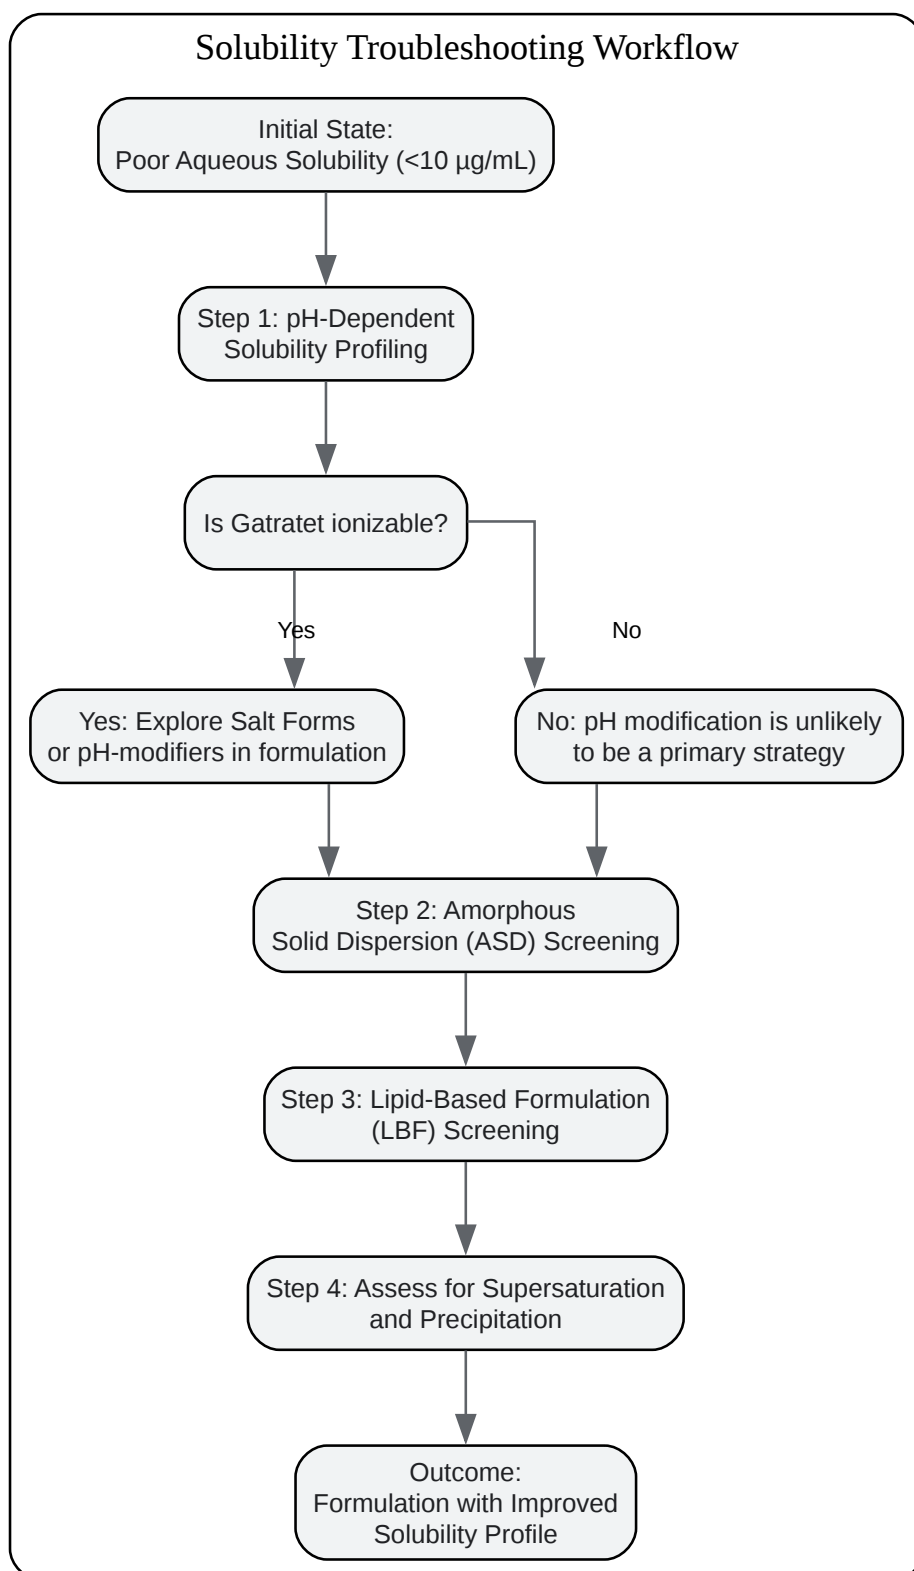 Solubility Troubleshooting Workflow
Initial State:
Poor Aqueous Solubility (<10 µg/mL)
Step 1: pH-Dependent
Solubility Profiling
Is Gatratet ionizable?
Yes
No
Yes: Explore Salt Forms
or pH-modifiers in formulation
No: pH modification is unlikely
to be a primary strategy
Step 2: Amorphous
Solid Dispersion (ASD) Screening
Step 3: Lipid-Based Formulation
(LBF) Screening
Step 4: Assess for Supersaturation
and Precipitation
Outcome:
Formulation with Improved
Solubility Profile